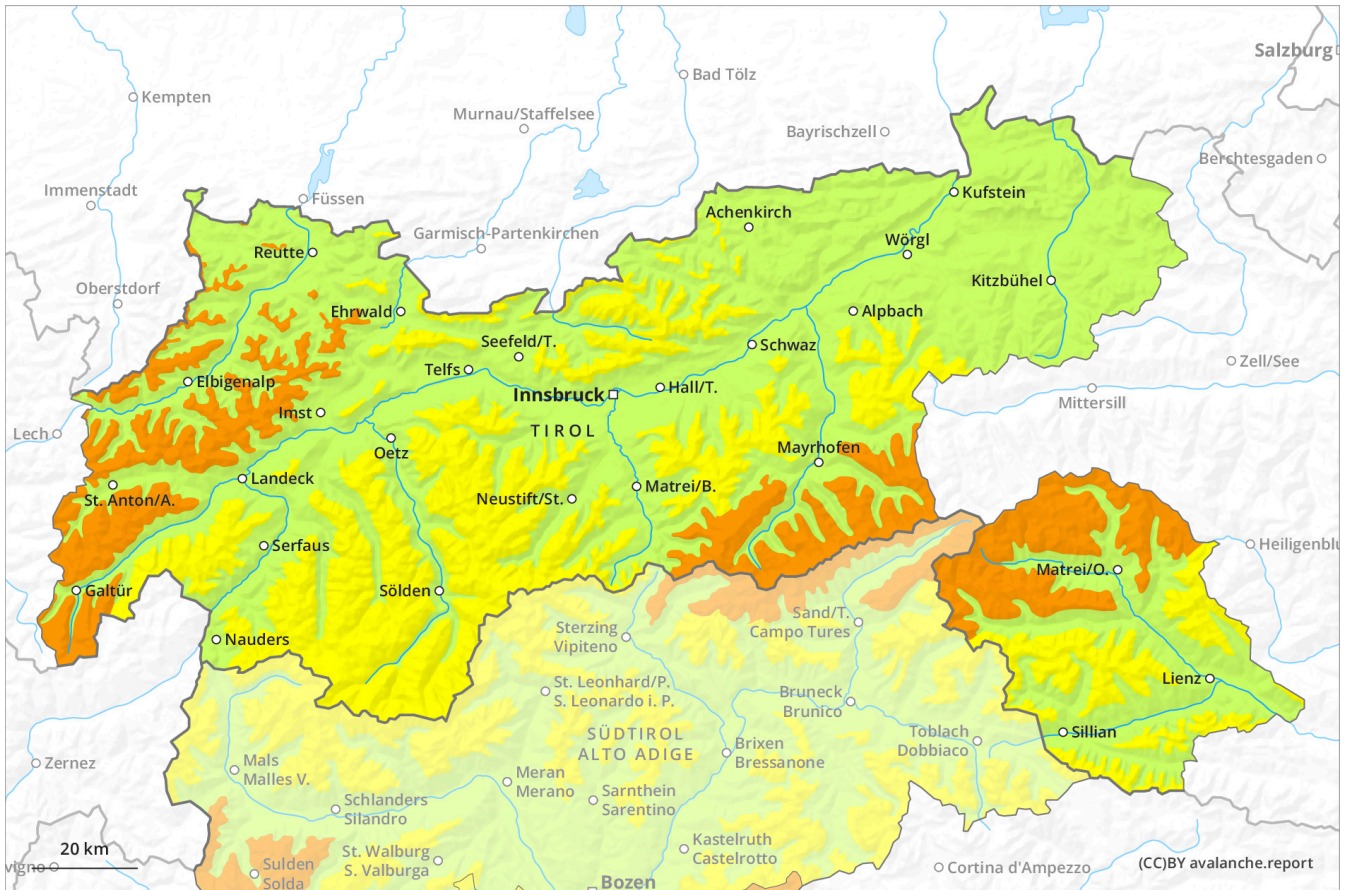 Salzburg
Bad Tölz
Kempten
Murnau/Staffelsee
Bayrischzell
Berchtesgaden
Immenstadt
Füssen
Kufstein
Achenkirch
Garmisch-Partenkirchen
Wörgl
Reutte
Oberstdorf
Kitzbühel
Ehrwald
Alpbach
Seefeld/T.
Schwaz
Zell/See
Telfs
Elbigenalp
Hall/T.
Innsbruck
Mittersill
Imst
Lech
TIROL
Mayrhofen
Oetz
Landeck
Matrei/B.
St. Anton/A.
Neustift/St.
Serfaus
Heiligenblu
Matrei/O.
Galtür
Sölden
Sand/T.
Campo Tures
Sterzing
Vipiteno
Nauders
Lienz
St. Leonhard/P.
S. Leonardo i. P.
Bruneck
Brunico
SÜDTIROL
ALTO ADIGE
Toblach
Dobbiaco
Sillian
Brixen
Bressanone
Zernez
Mals
Malles V.
Meran
Merano
Sarnthein
Sarentino
Schlanders
Silandro
Kastelruth
Castelrotto
20 km
St. Walburg
S. Valburga
vigno
Sulden
Solda
Cortina d'Ampezzo
(CC)BY avalanche.report
Bozen